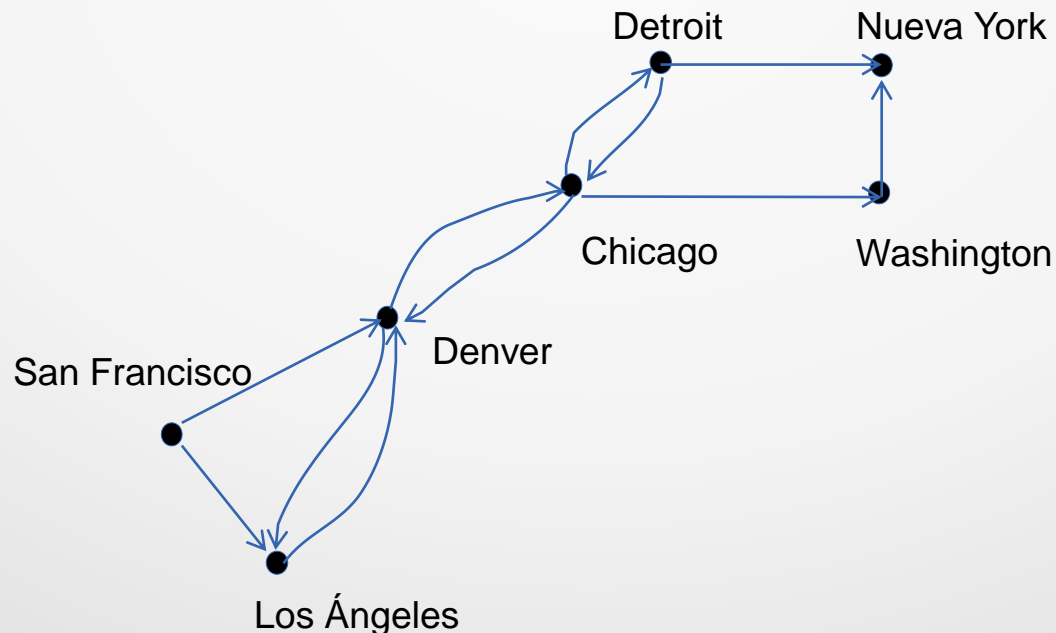 Detroit
Nueva York
Chicago
Washington
Denver
San Francisco
Los Ángeles